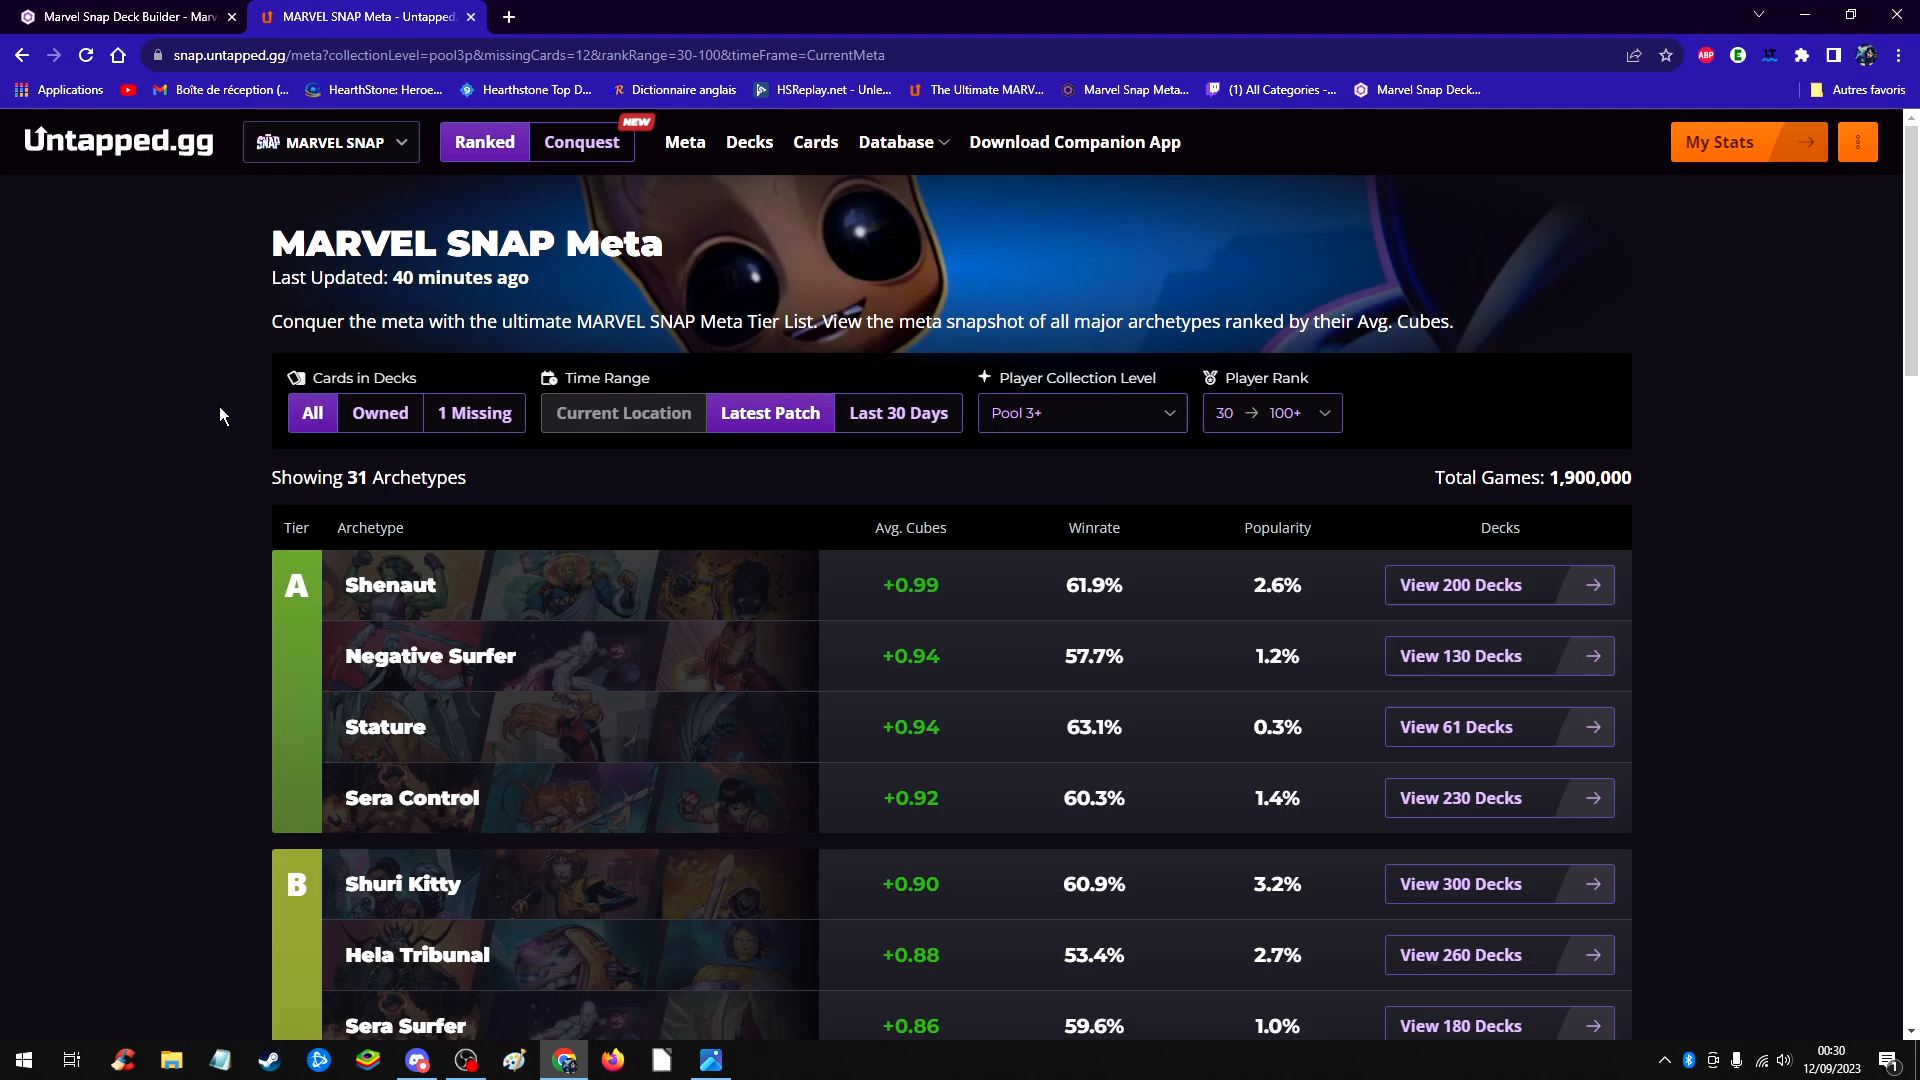 Marvel Snap Deck Builder - Marv
MARVEL SNAP Meta - Untapped.
snap.untapped.gg/meta?collectionLevel=pool3p&missingCards=12&rankRange=30-100&timeFrame=CurrentMeta
ABP
Applications
Boîte de réception (...
HearthStone: Heroe...
Hearthstone Top D...
Dictionnaire anglais
HSReplay.net - Unle...
The Ultimate MARV...
Marvel Snap Meta...
(1) All Categories -...
Marvel Snap Deck...
Autres favoris
Untapped.gg
SNAP MARVEL SNAP
Ranked
Conquest
NEW
Meta
Decks
Cards
Database
Download Companion App
My Stats
MARVEL SNAP Meta
Last Updated: 40 minutes ago
Conquer the meta with the ultimate MARVEL SNAP Meta Tier List. View the meta snapshot of all major archetypes ranked by their Avg. Cubes.
Cards in Decks
Time Range
Player Collection Level
Player Rank
All
Owned
1 Missing
Current Location
Latest Patch
Last 30 Days
Pool 3+
30 → 100+
Showing 31 Archetypes
Total Games: 1,900,000
Tier Archetype Avg. Cubes Winrate Popularity Decks
A
Shenaut +0.99 61.9% 2.6% View 200 Decks
Negative Surfer +0.94 57.7% 1.2% View 130 Decks
Stature +0.94 63.1% 0.3% View 61 Decks
Sera Control +0.92 60.3% 1.4% View 230 Decks
B
Shuri Kitty +0.90 60.9% 3.2% View 300 Decks
Hela Tribunal +0.88 53.4% 2.7% View 260 Decks
Sera Surfer +0.86 59.6% 1.0% View 180 Decks
00:30
12/09/2023
1